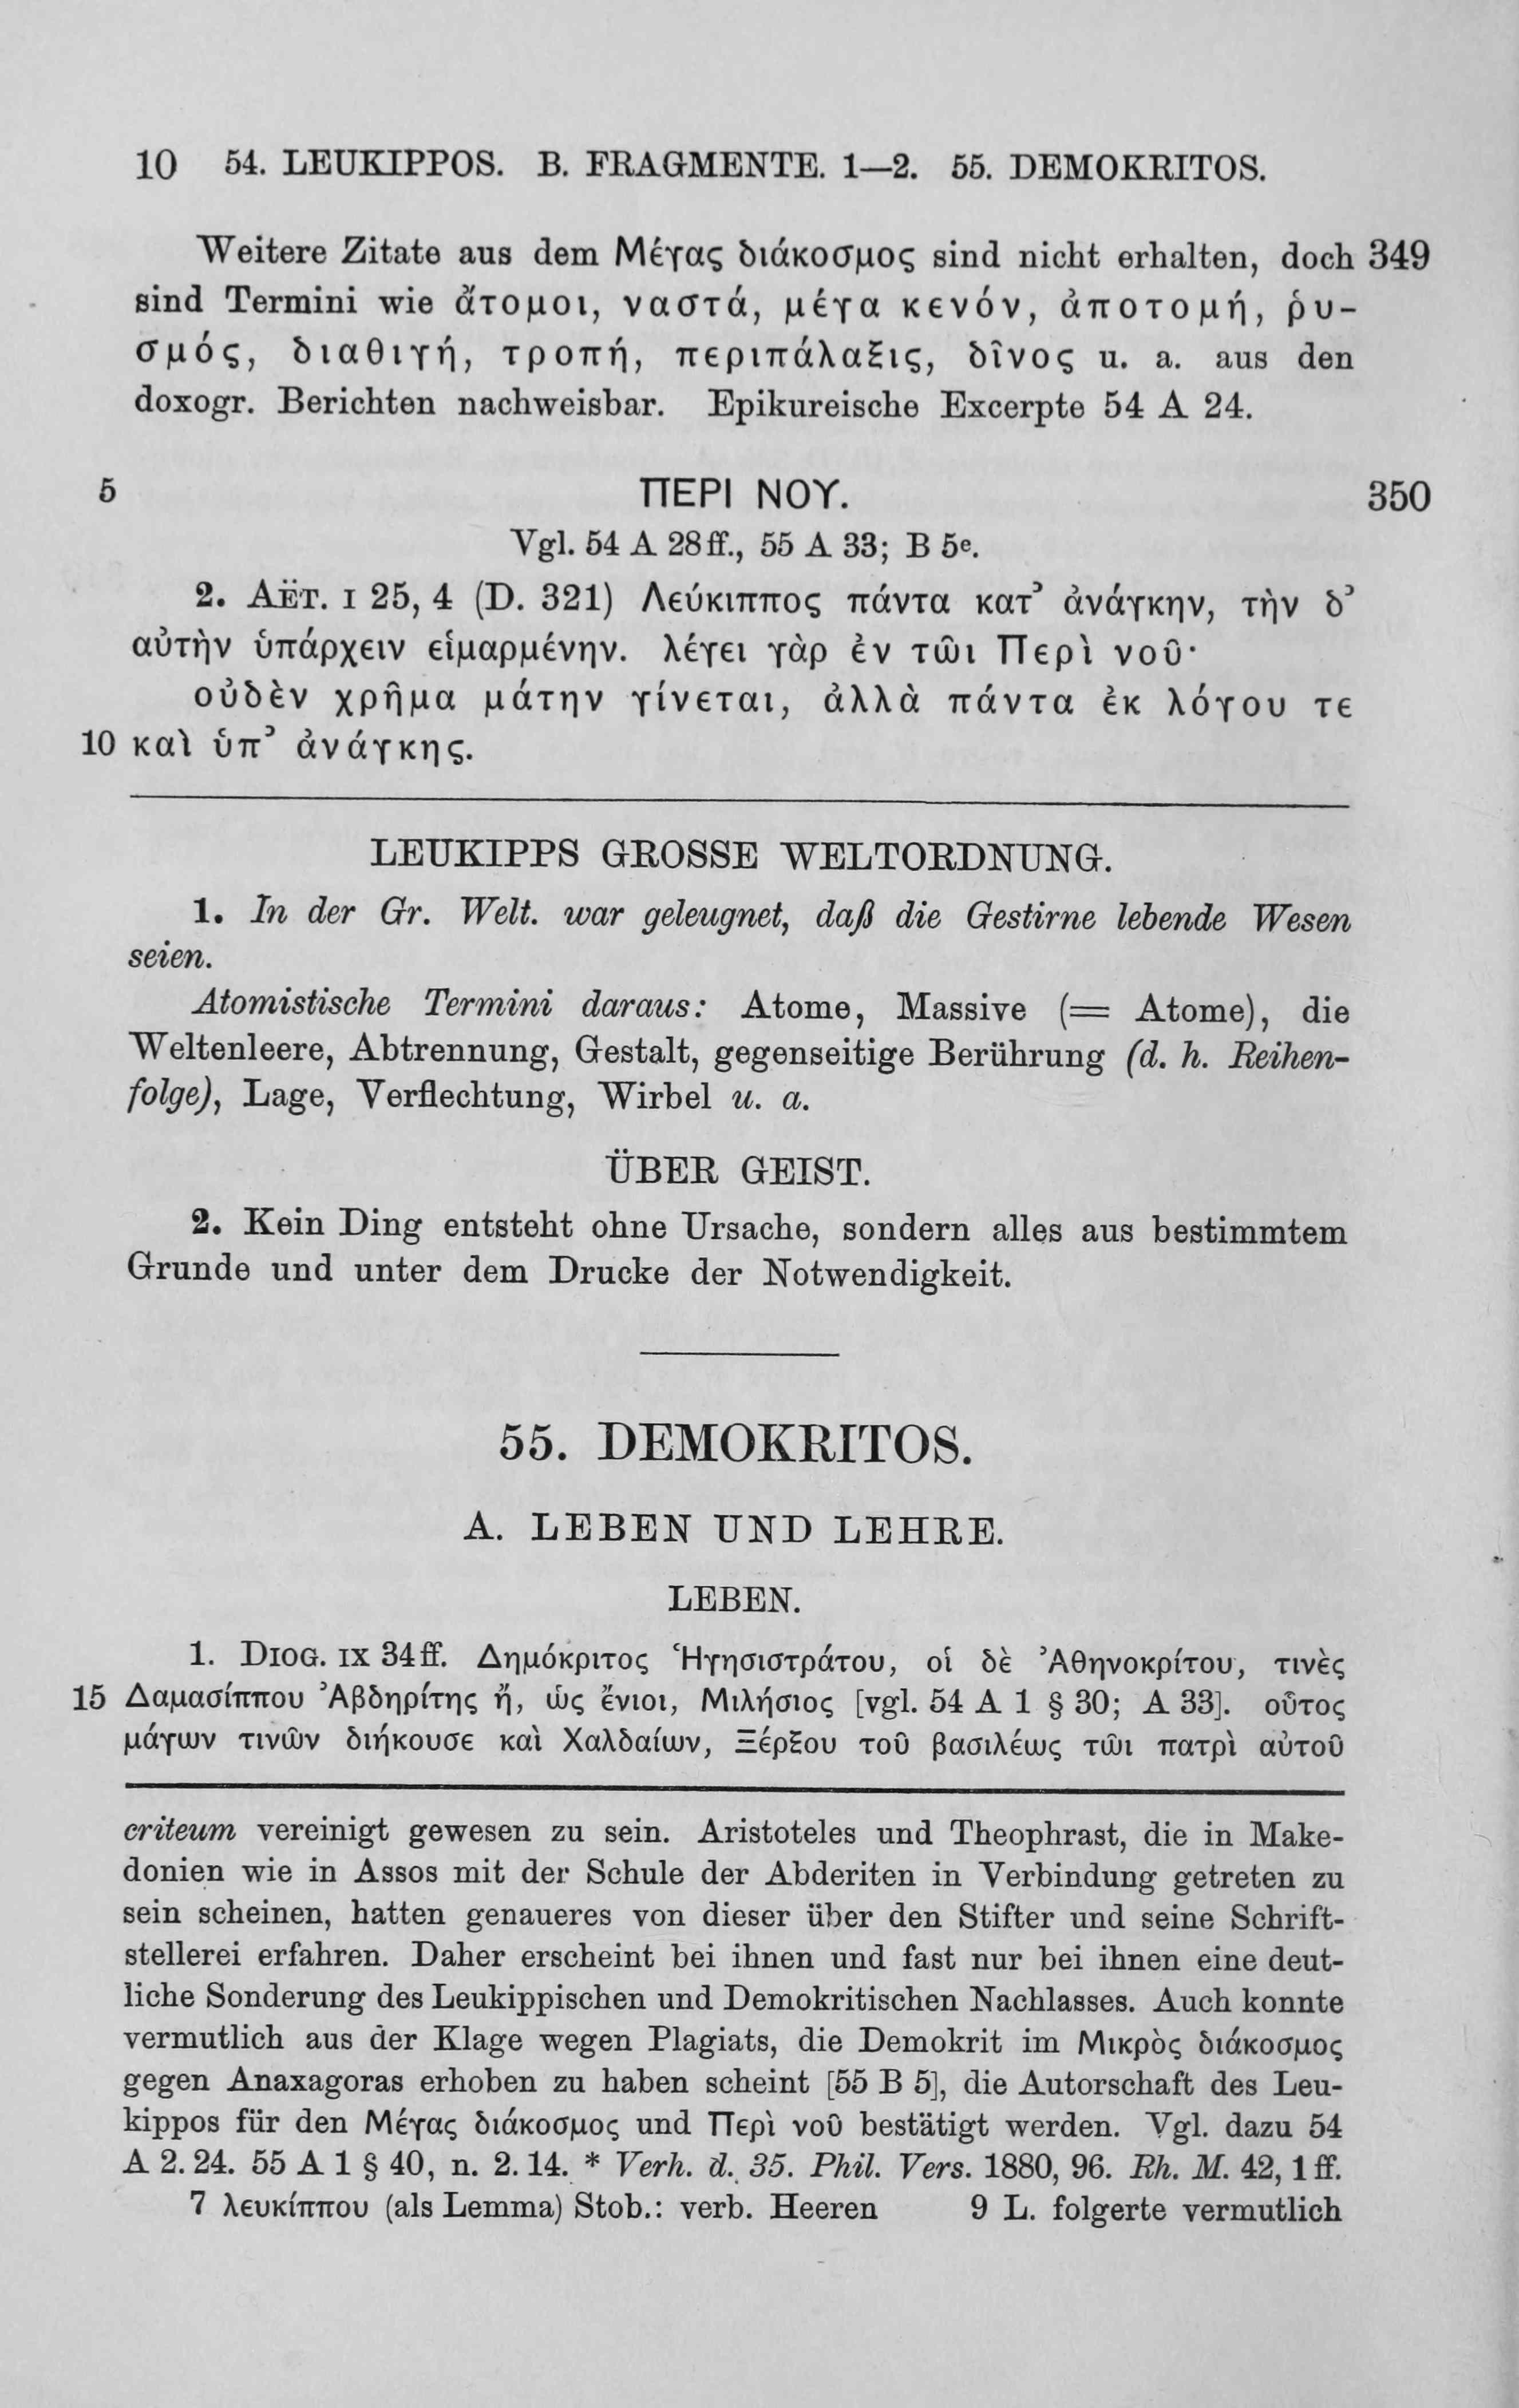 10 54. LEUKIPPOS. B. FRAGMENTE. 1—2. 55. DEMOKRITOS.
Weitere Zitate aus dem Μέγας διάκοσμος sind nicht erhalten, doch 349
sind Termini wie ἄτομοι, ναστά, μέγα κενόν, ἀποτομή, ῥυ-
σμός, διαθιγή, τροπή, περιπάλαξις, δῖνος u. a. aus den
doxogr. Berichten nachweisbar. Epikureische Excerpte 54 A 24.
5 ΠΕΡΙ ΝΟΥ. 350
Vgl. 54 A 28ff., 55 A 33; B 5e.
2. AËT. I 25, 4 (D. 321) Λεύκιππος πάντα κατ’ ἀνάγκην, τὴν δ’
αὐτὴν ὑπάρχειν εἱμαρμένην. λέγει γὰρ ἐν τῶι Περὶ νοῦ·
οὐδὲν χρῆμα μάτην γίνεται, ἀλλὰ πάντα ἐκ λόγου τε
10 καὶ ὑπ’ ἀνάγκης.
LEUKIPPS GROSSE WELTORDNUNG.
1. In der Gr. Welt. war geleugnet, daß die Gestirne lebende Wesen
seien.
Atomistische Termini daraus: Atome, Massive (= Atome), die
Weltenleere, Abtrennung, Gestalt, gegenseitige Berührung (d. h. Reihen-
folge), Lage, Verflechtung, Wirbel u. a.
ÜBER GEIST.
2. Kein Ding entsteht ohne Ursache, sondern alles aus bestimmtem
Grunde und unter dem Drucke der Notwendigkeit.
55. DEMOKRITOS.
A. LEBEN UND LEHRE.
LEBEN.
1. DIOG. IX 34ff. Δημόκριτος Ἡγησιστράτου, οἱ δὲ Ἀθηνοκρίτου, τινὲς
15 Δαμασίππου Ἀβδηρίτης ἤ, ὡς ἔνιοι, Μιλήσιος [vgl. 54 A 1 § 30; A 33]. οὗτος
μάγων τινῶν διήκουσε καὶ Χαλδαίων, Ξέρξου τοῦ βασιλέως τῶι πατρὶ αὐτοῦ
criteum vereinigt gewesen zu sein. Aristoteles und Theophrast, die in Make-
donien wie in Assos mit der Schule der Abderiten in Verbindung getreten zu
sein scheinen, hatten genaueres von dieser über den Stifter und seine Schrift-
stellerei erfahren. Daher erscheint bei ihnen und fast nur bei ihnen eine deut-
liche Sonderung des Leukippischen und Demokritischen Nachlasses. Auch konnte
vermutlich aus der Klage wegen Plagiats, die Demokrit im Μικρὸς διάκοσμος
gegen Anaxagoras erhoben zu haben scheint [55 B 5], die Autorschaft des Leu-
kippos für den Μέγας διάκοσμος und Περὶ νοῦ bestätigt werden. Vgl. dazu 54
A 2. 24. 55 A 1 § 40, n. 2. 14. * Verh. d. 35. Phil. Vers. 1880, 96. Rh. M. 42, 1 ff.
7 λευκίππου (als Lemma) Stob.: verb. Heeren 9 L. folgerte vermutlich